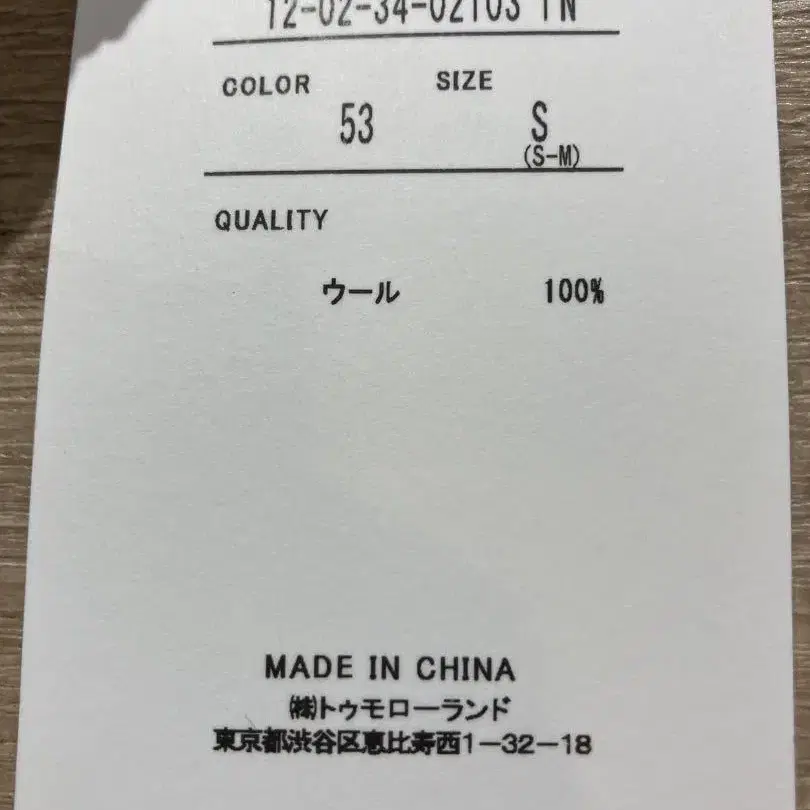 12-02-34-02103 TN
COLOR SIZE
53 S
(S-M)
QUALITY
ウール 100%
MADE IN CHINA
㈱トゥモローランド
東京都渋谷区恵比寿西1-32-18